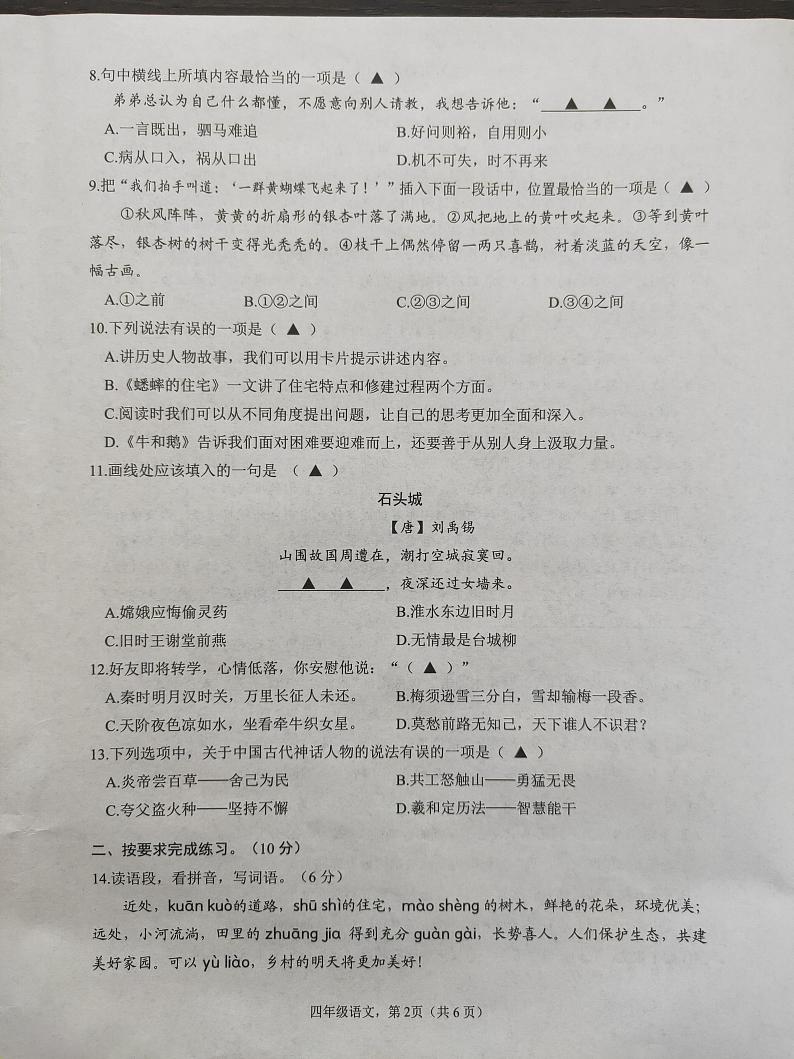 8.句中横线上所填内容最恰当的一项是（ ▲ ）
弟弟总认为自己什么都懂，不愿意向别人请教，我想告诉他：“ ▲ ▲ 。”
A.一言既出，驷马难追 B.好问则裕，自用则小
C.病从口入，祸从口出 D.机不可失，时不再来
9.把“我们拍手叫道：‘一群黄蝴蝶飞起来了！’”插入下面一段话中，位置最恰当的一项是（ ▲ ）
①秋风阵阵，黄黄的折扇形的银杏叶落了满地。②风把地上的黄叶吹起来。③等到黄叶
落尽，银杏树的树干变得光秃秃的。④枝干上偶然停留一两只喜鹊，衬着淡蓝的天空，像一
幅古画。
A.①之前 B.①②之间 C.②③之间 D.③④之间
10.下列说法有误的一项是（ ▲ ）
A.讲历史人物故事，我们可以用卡片提示讲述内容。
B.《蟋蟀的住宅》一文讲了住宅特点和修建过程两个方面。
C.阅读时我们可以从不同角度提出问题，让自己的思考更加全面和深入。
D.《牛和鹅》告诉我们面对困难要迎难而上，还要善于从别人身上汲取力量。
11.画线处应该填入的一句是 （ ▲ ）
石头城
【唐】刘禹锡
山围故国周遭在，潮打空城寂寞回。
▲ ▲ ，夜深还过女墙来。
A.嫦娥应悔偷灵药 B.淮水东边旧时月
C.旧时王谢堂前燕 D.无情最是台城柳
12.好友即将转学，心情低落，你安慰他说：“（ ▲ ）”
A.秦时明月汉时关，万里长征人未还。 B.梅须逊雪三分白，雪却输梅一段香。
C.天阶夜色凉如水，坐看牵牛织女星。 D.莫愁前路无知己，天下谁人不识君？
13.下列选项中，关于中国古代神话人物的说法有误的一项是（ ▲ ）
A.炎帝尝百草——舍己为民 B.共工怒触山——勇猛无畏
C.夸父盗火种——坚持不懈 D.羲和定历法——智慧能干
二、按要求完成练习。（10 分）
14.读语段，看拼音，写词语。（6 分）
近处，kuān kuò的道路，shū shì的住宅，mào shèng 的树木，鲜艳的花朵，环境优美；
远处，小河流淌，田里的 zhuāng jia 得到充分 guàn gài，长势喜人。人们保护生态，共建
美好家园。可以 yù liào，乡村的明天将更加美好！
四年级语文，第 2页（共 6 页）